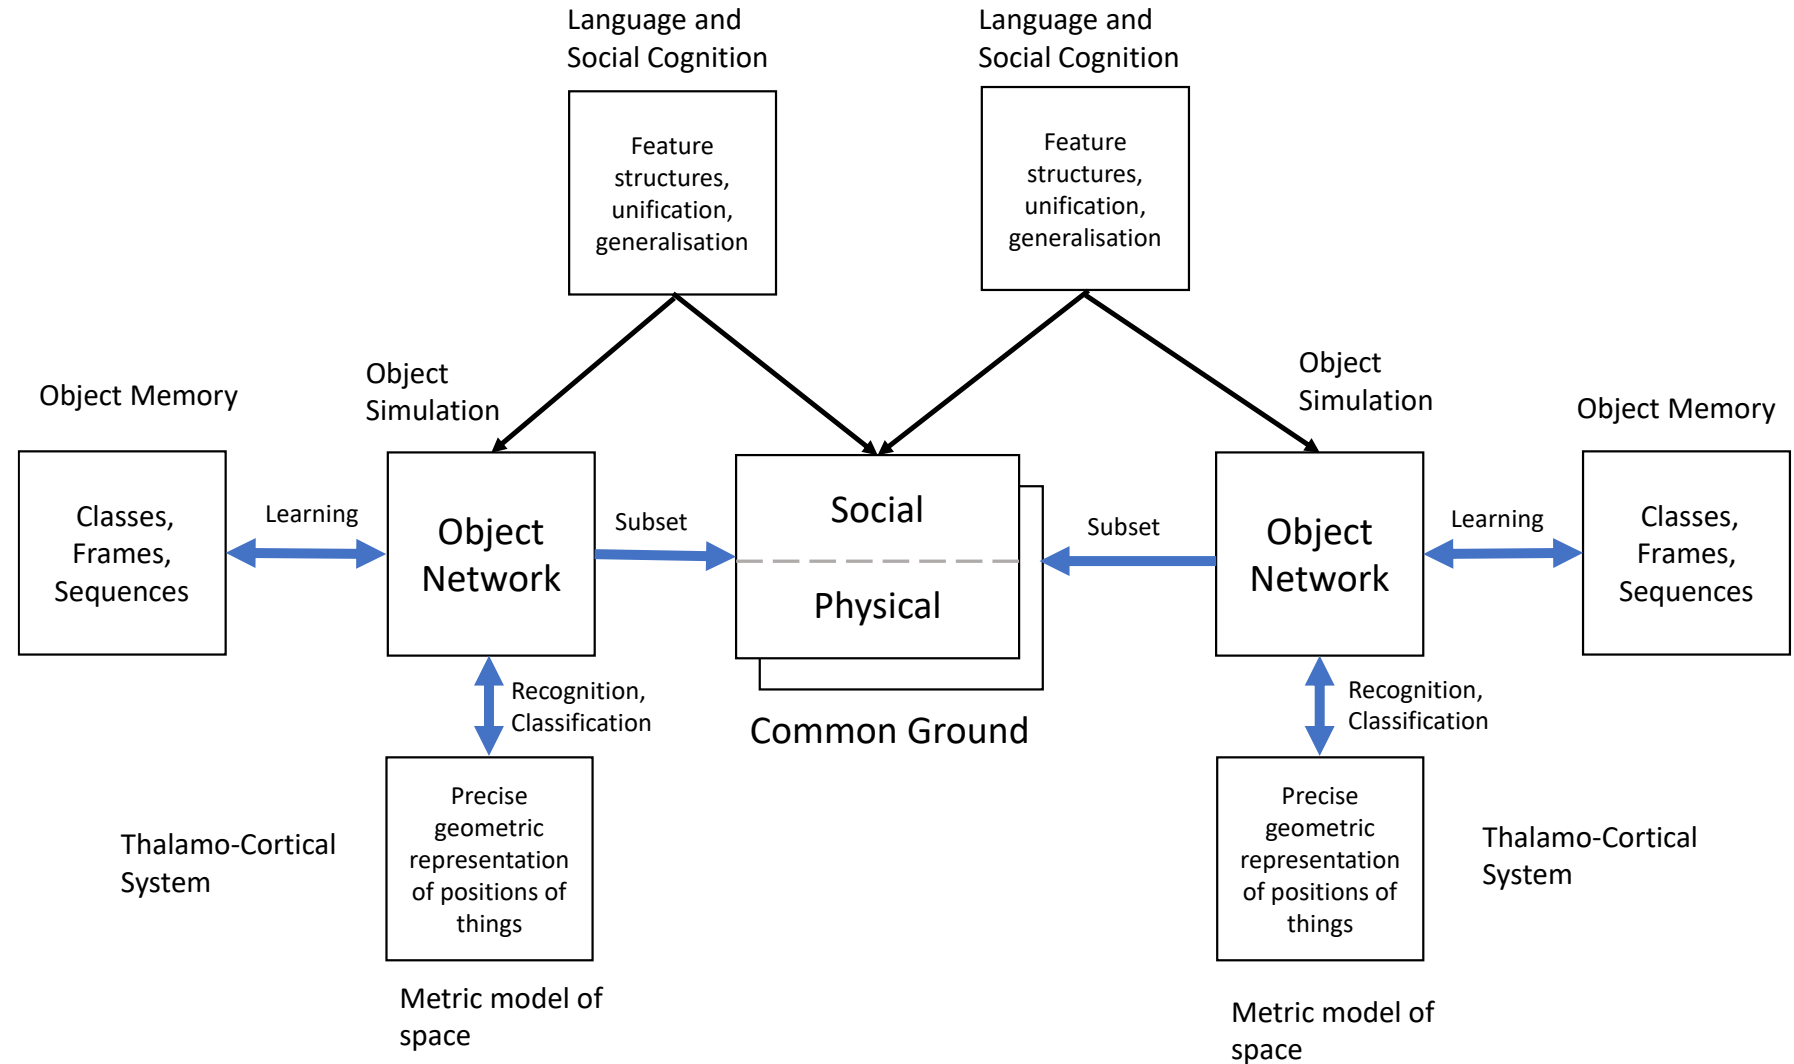 Language and
Social Cognition
Language and
Social Cognition
Feature
structures,
unification,
generalisation
Feature
structures,
unification,
generalisation
Object Memory
Object
Simulation
Object
Simulation
Object Memory
Classes,
Frames,
Sequences
Learning
Object
Network
Subset
Social
Physical
Common Ground
Subset
Object
Network
Learning
Classes,
Frames,
Sequences
Recognition,
Classification
Recognition,
Classification
Thalamo-Cortical
System
Precise
geometric
representation
of positions of
things
Metric model of
space
Precise
geometric
representation
of positions of
things
Thalamo-Cortical
System
Metric model of
space